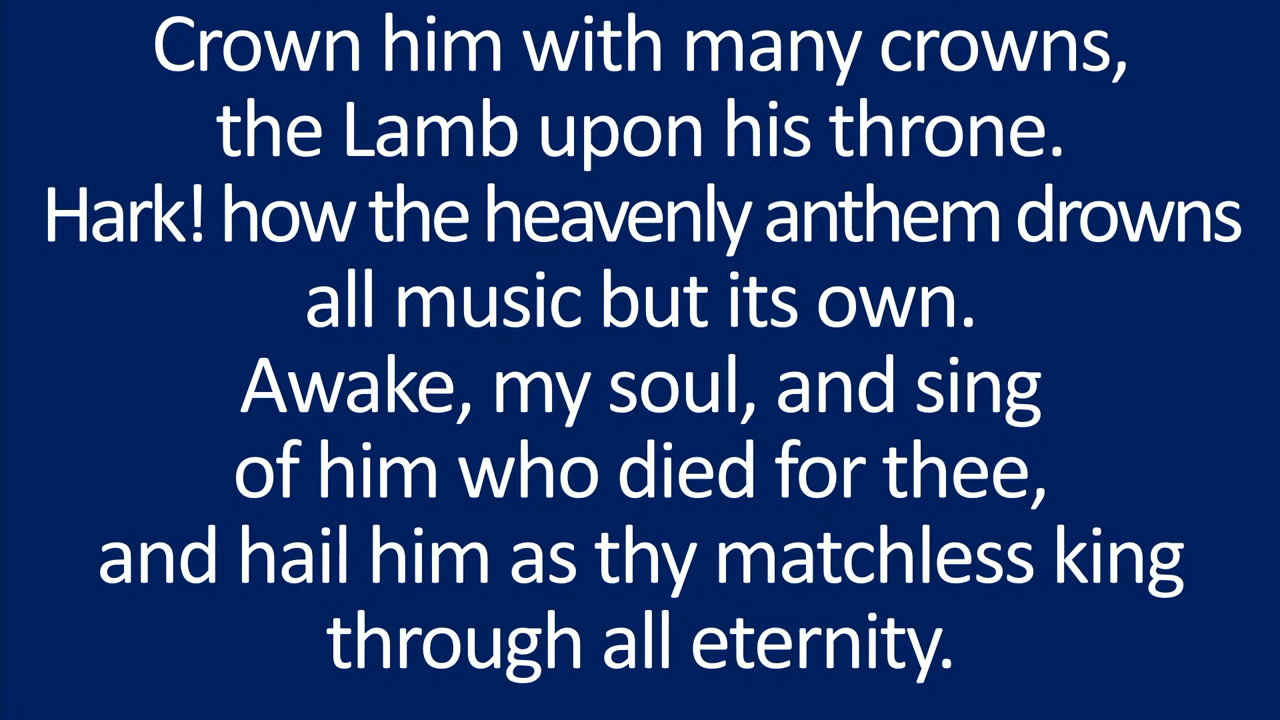 Crown him with many crowns,
the Lamb upon his throne.
Hark! how the heavenly anthem drowns
all music but its own.
Awake, my soul, and sing
of him who died for thee,
and hail him as thy matchless king
through all eternity.